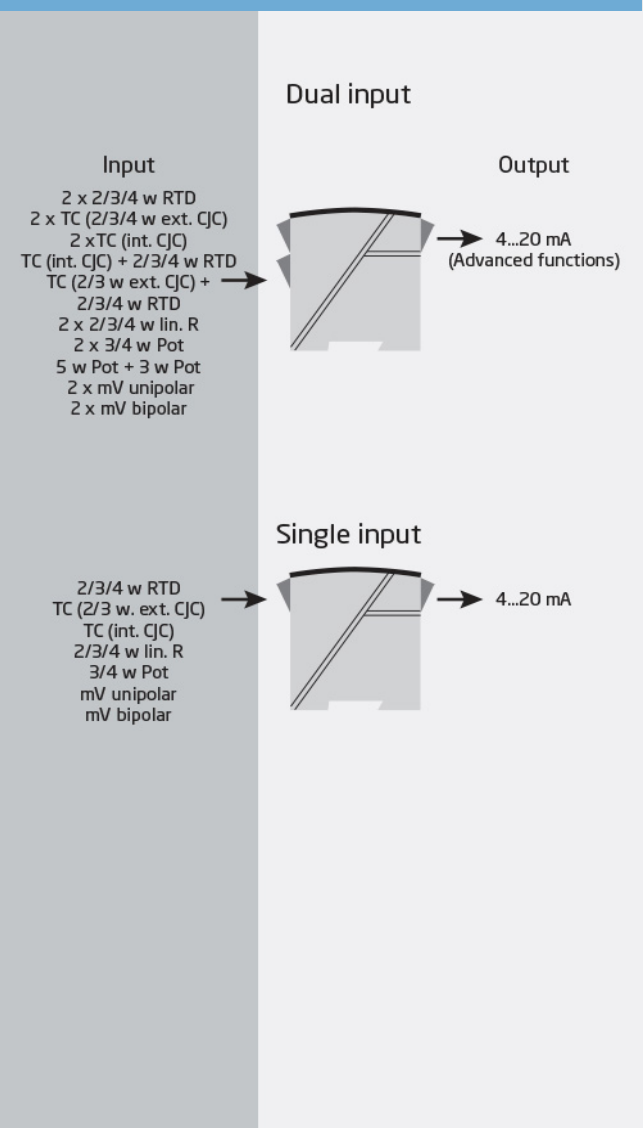 Dual input
Input
Output
2 x 2/3/4 w RTD
2 x TC (2/3/4 w ext. CJC)
2 xTC (int. CJC)
TC (int. CJC) + 2/3/4 w RTD
TC (2/3 w ext. CJC) +
2/3/4 w RTD
2 x 2/3/4 w lin. R
2 x 3/4 w Pot
5 w Pot + 3 w Pot
2 x mV unipolar
2 x mV bipolar
4...20 mA
(Advanced functions)
Single input
2/3/4 w RTD
TC (2/3 w. ext. CJC)
TC (int. CJC)
2/3/4 w lin. R
3/4 w Pot
mV unipolar
mV bipolar
4...20 mA